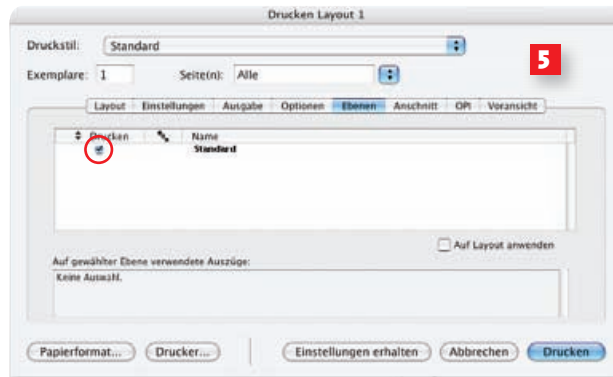 Drucken Layout 1
Druckstil: Standard
5
Exemplare: 1 Seite(n): Alle
Layout Einstellungen Ausgabe Optionen Ebenen Anschnitt OPI Voransicht
Drucken Name
Standard
Auf Layout anwenden
Auf gewählter Ebene verwendete Auszüge:
Keine Auswahl.
Papierformat... Drucker... Einstellungen erhalten Abbrechen Drucken